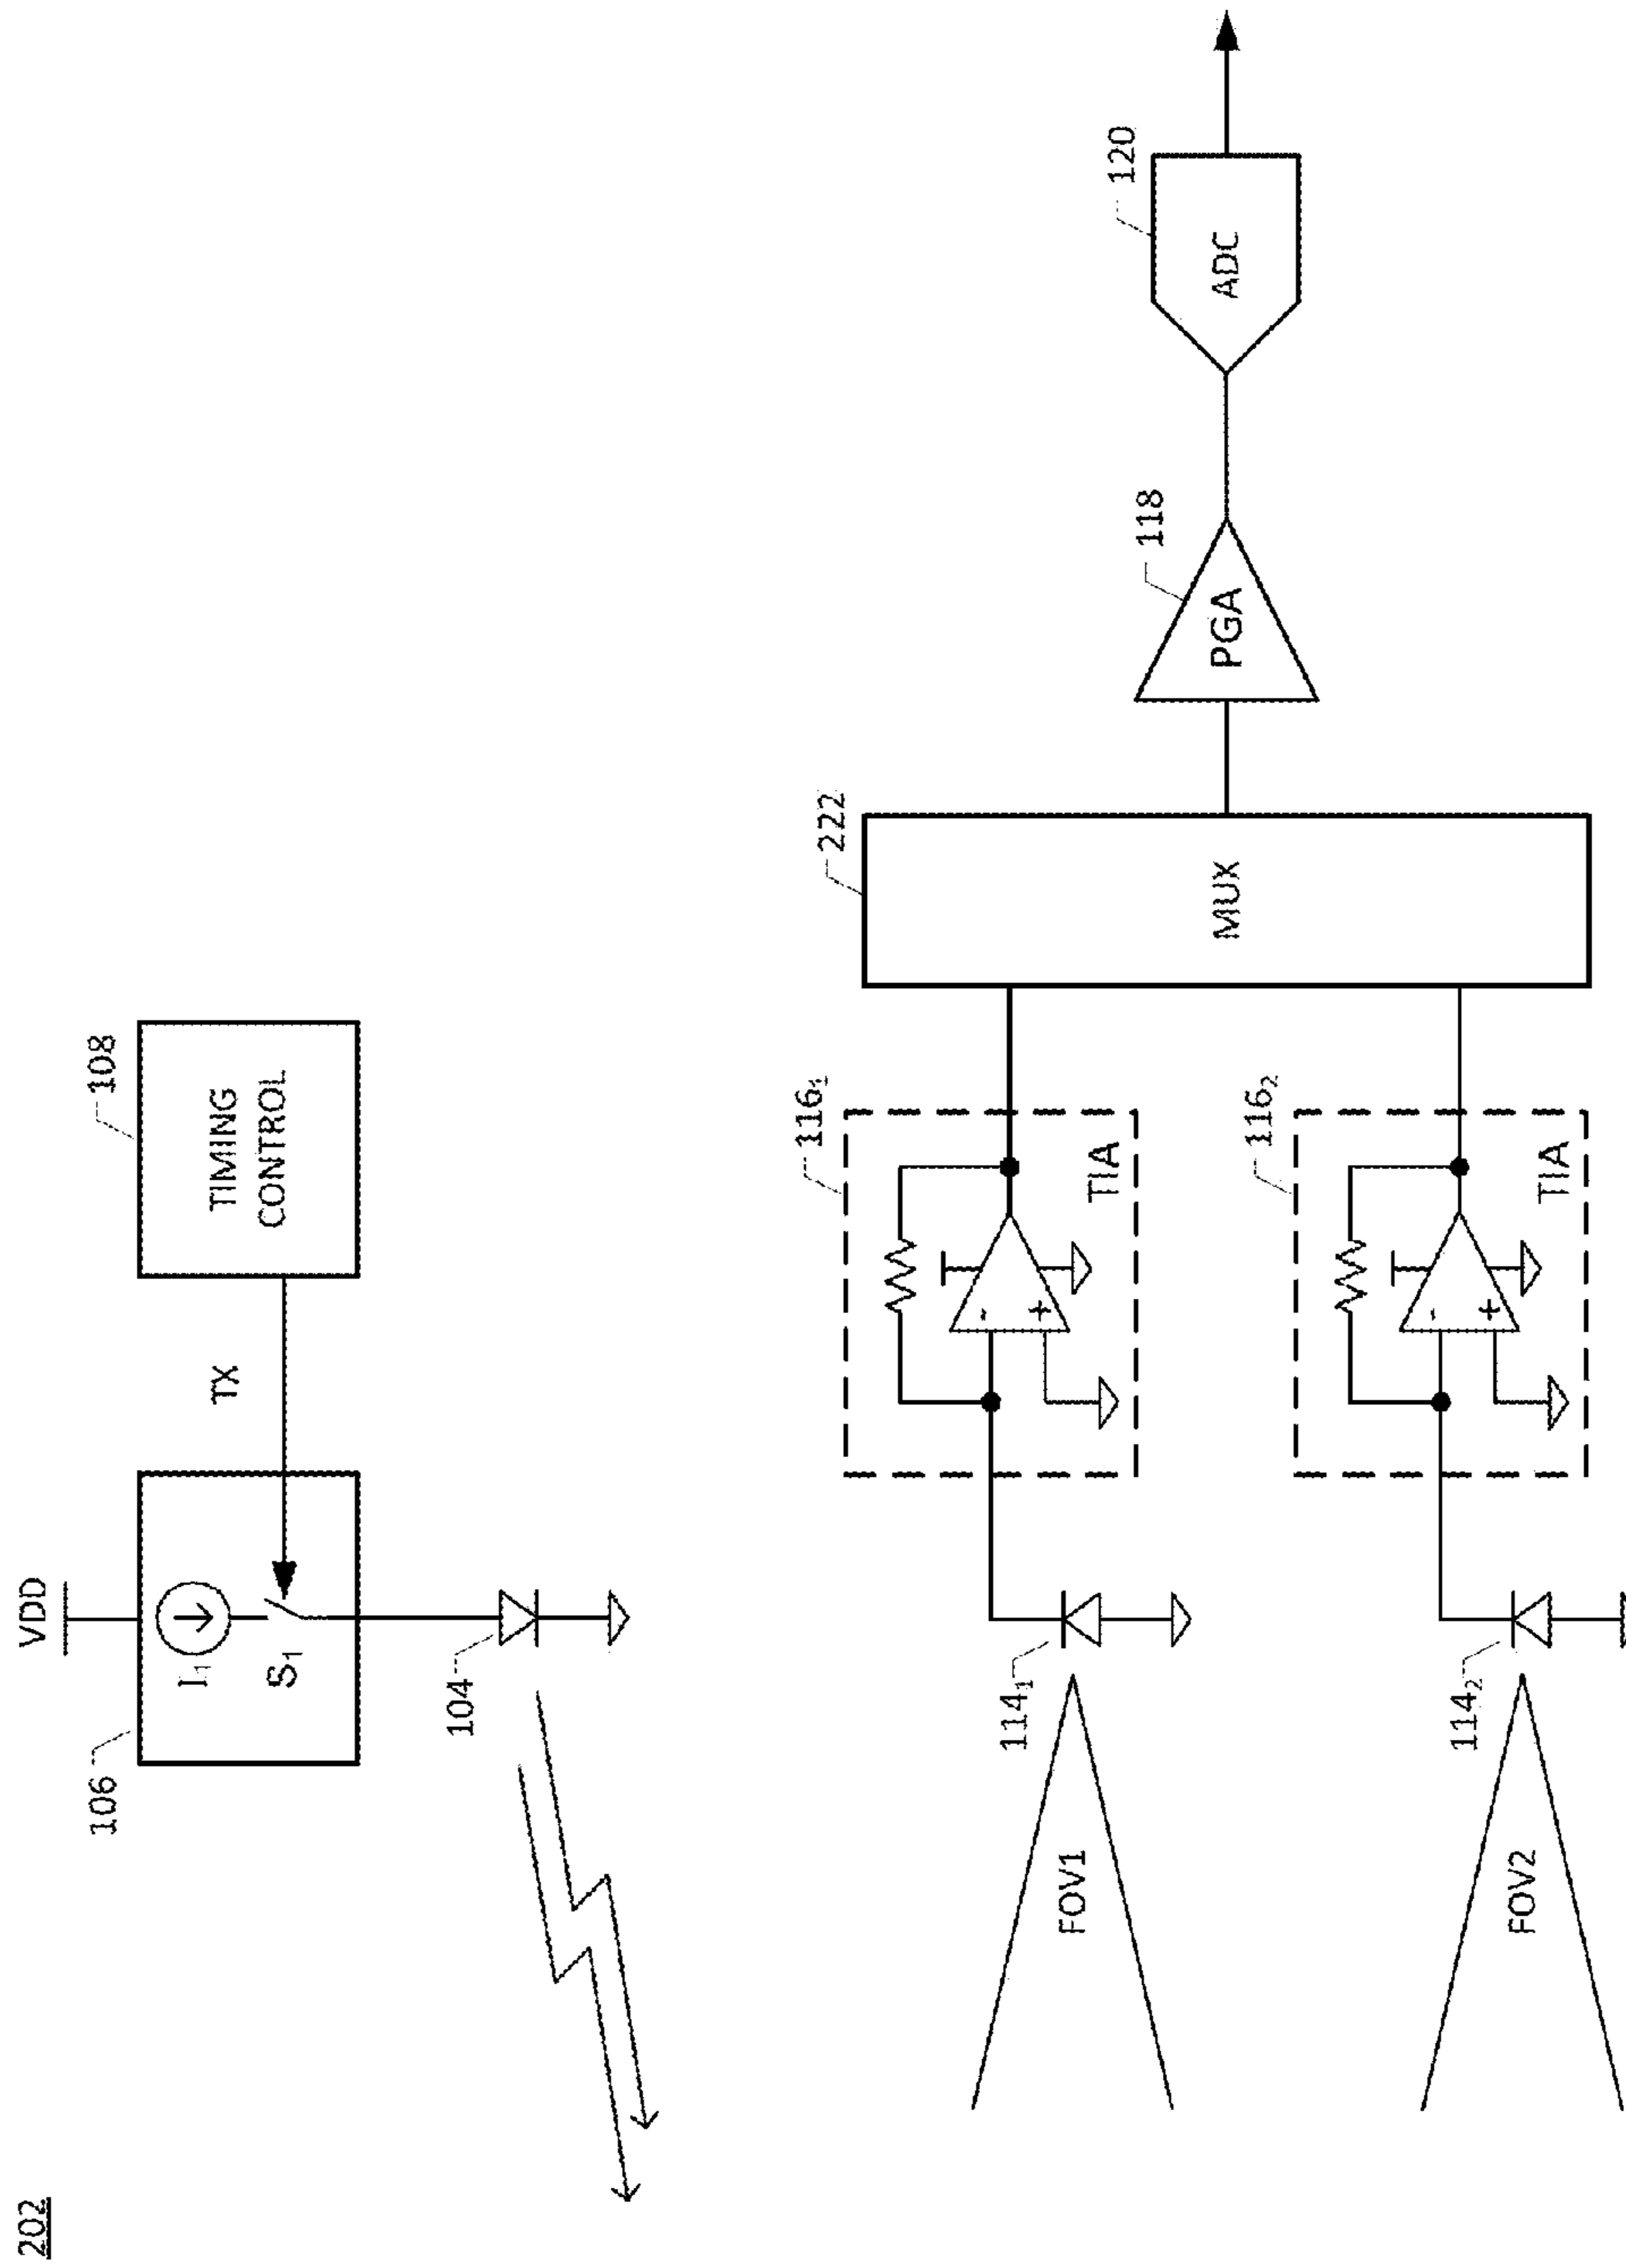 202
VDD
106
I₁
S₁
TX
108
TIMING
CONTROL
104
FOV1
114₁
116₁
-
+
TIA
FOV2
114₂
116₂
-
+
TIA
222
MUX
118
PGA
120
ADC